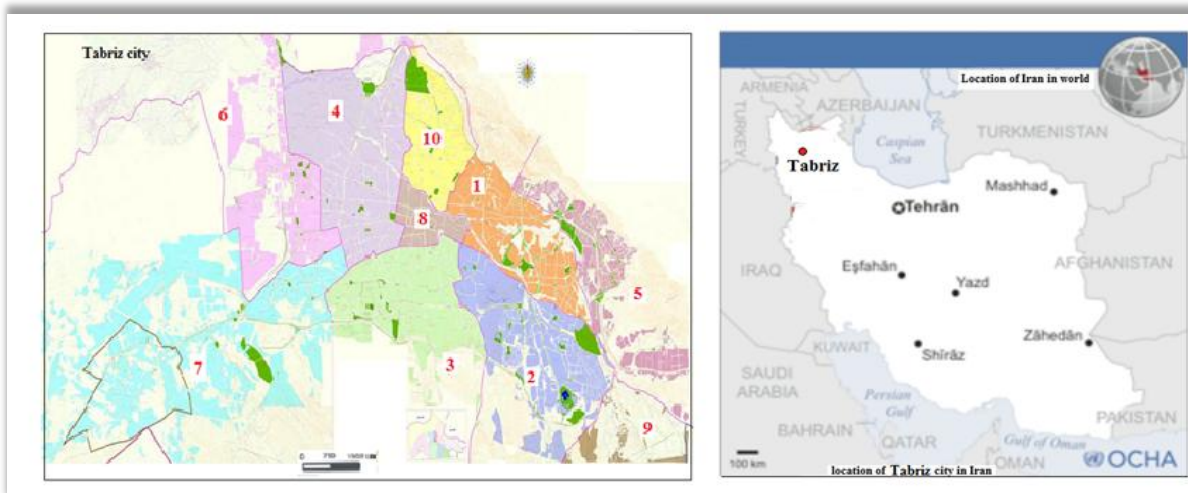 Tabriz city
6
4
10
1
8
5
7
3
2
9
0
Location of Iran in world
ARMENIA
AZERBAIJAN
TURKEY
Caspian
Sea
TURKMENISTAN
Tabriz
Mashhad
Tehrān
IRAQ
Eşfahān
Yazd
AFGHANISTAN
Zāhedān
KUWAIT
Shīrāz
SAUDI
ARABIA
Persian
Gulf
PAKISTAN
BAHRAIN
QATAR
Gulf of Oman
OMAN
100 km
OCHA
location of Tabriz city in Iran